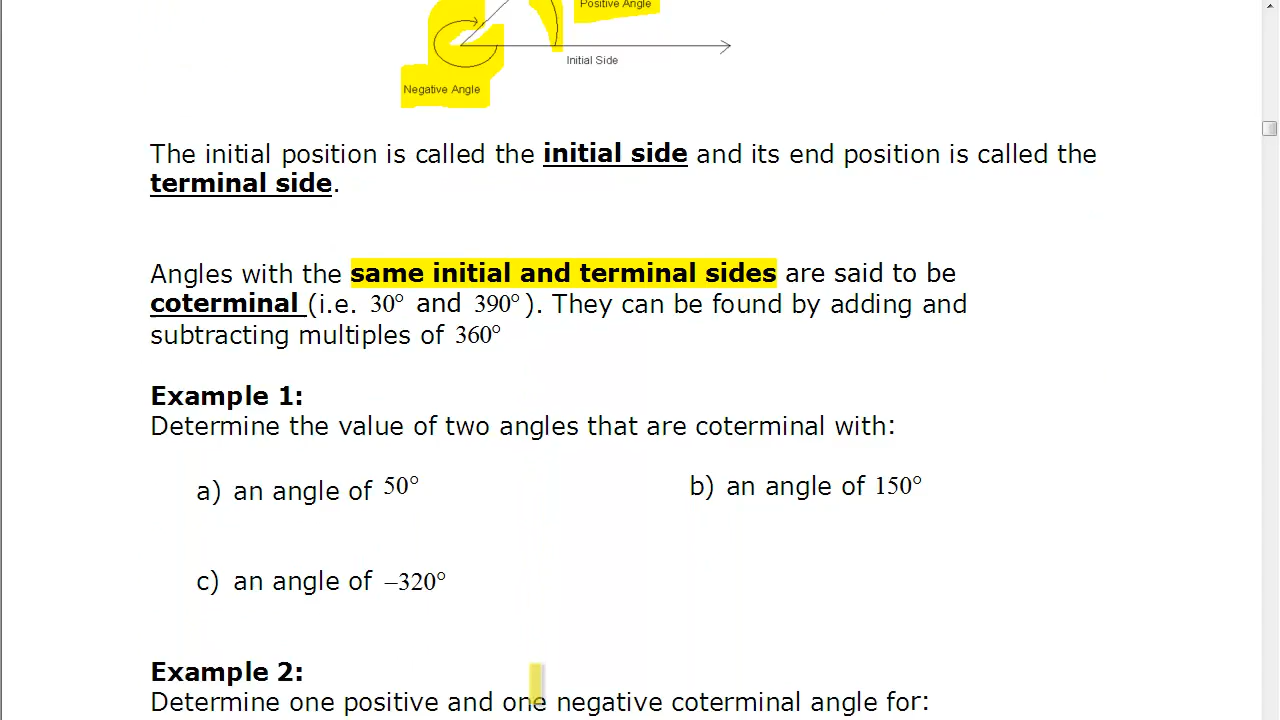 Positive Angle
Initial Side
Negative Angle
The initial position is called the initial side and its end position is called the
terminal side.
Angles with the same initial and terminal sides are said to be
coterminal (i.e. 30° and 390°). They can be found by adding and
subtracting multiples of 360°
Example 1:
Determine the value of two angles that are coterminal with:
a) an angle of 50° b) an angle of 150°
c) an angle of –320°
Example 2:
Determine one positive and one negative coterminal angle for: